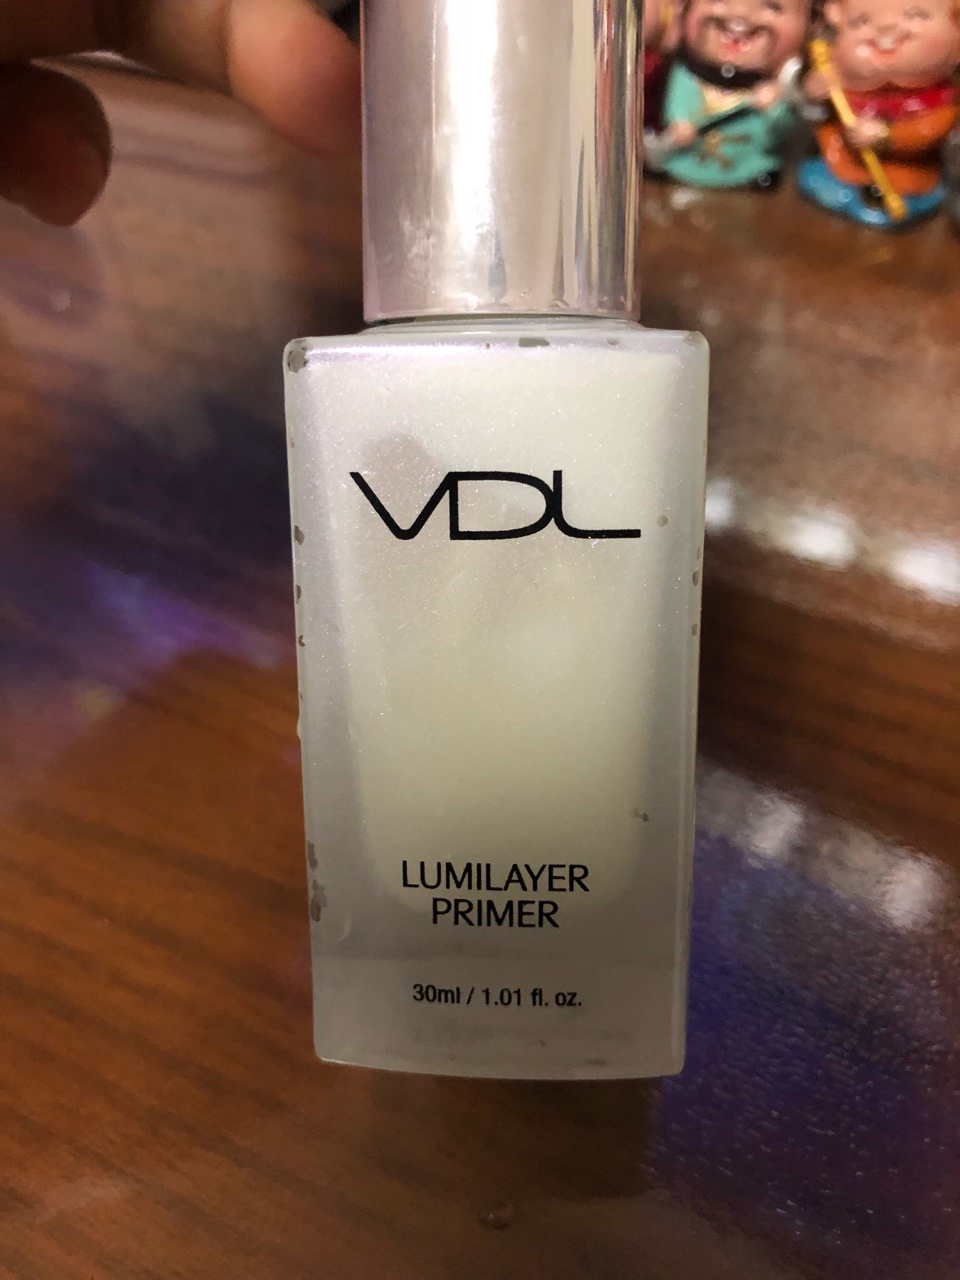 VDL
LUMILAYER
PRIMER
30ml / 1.01 fl. oz.